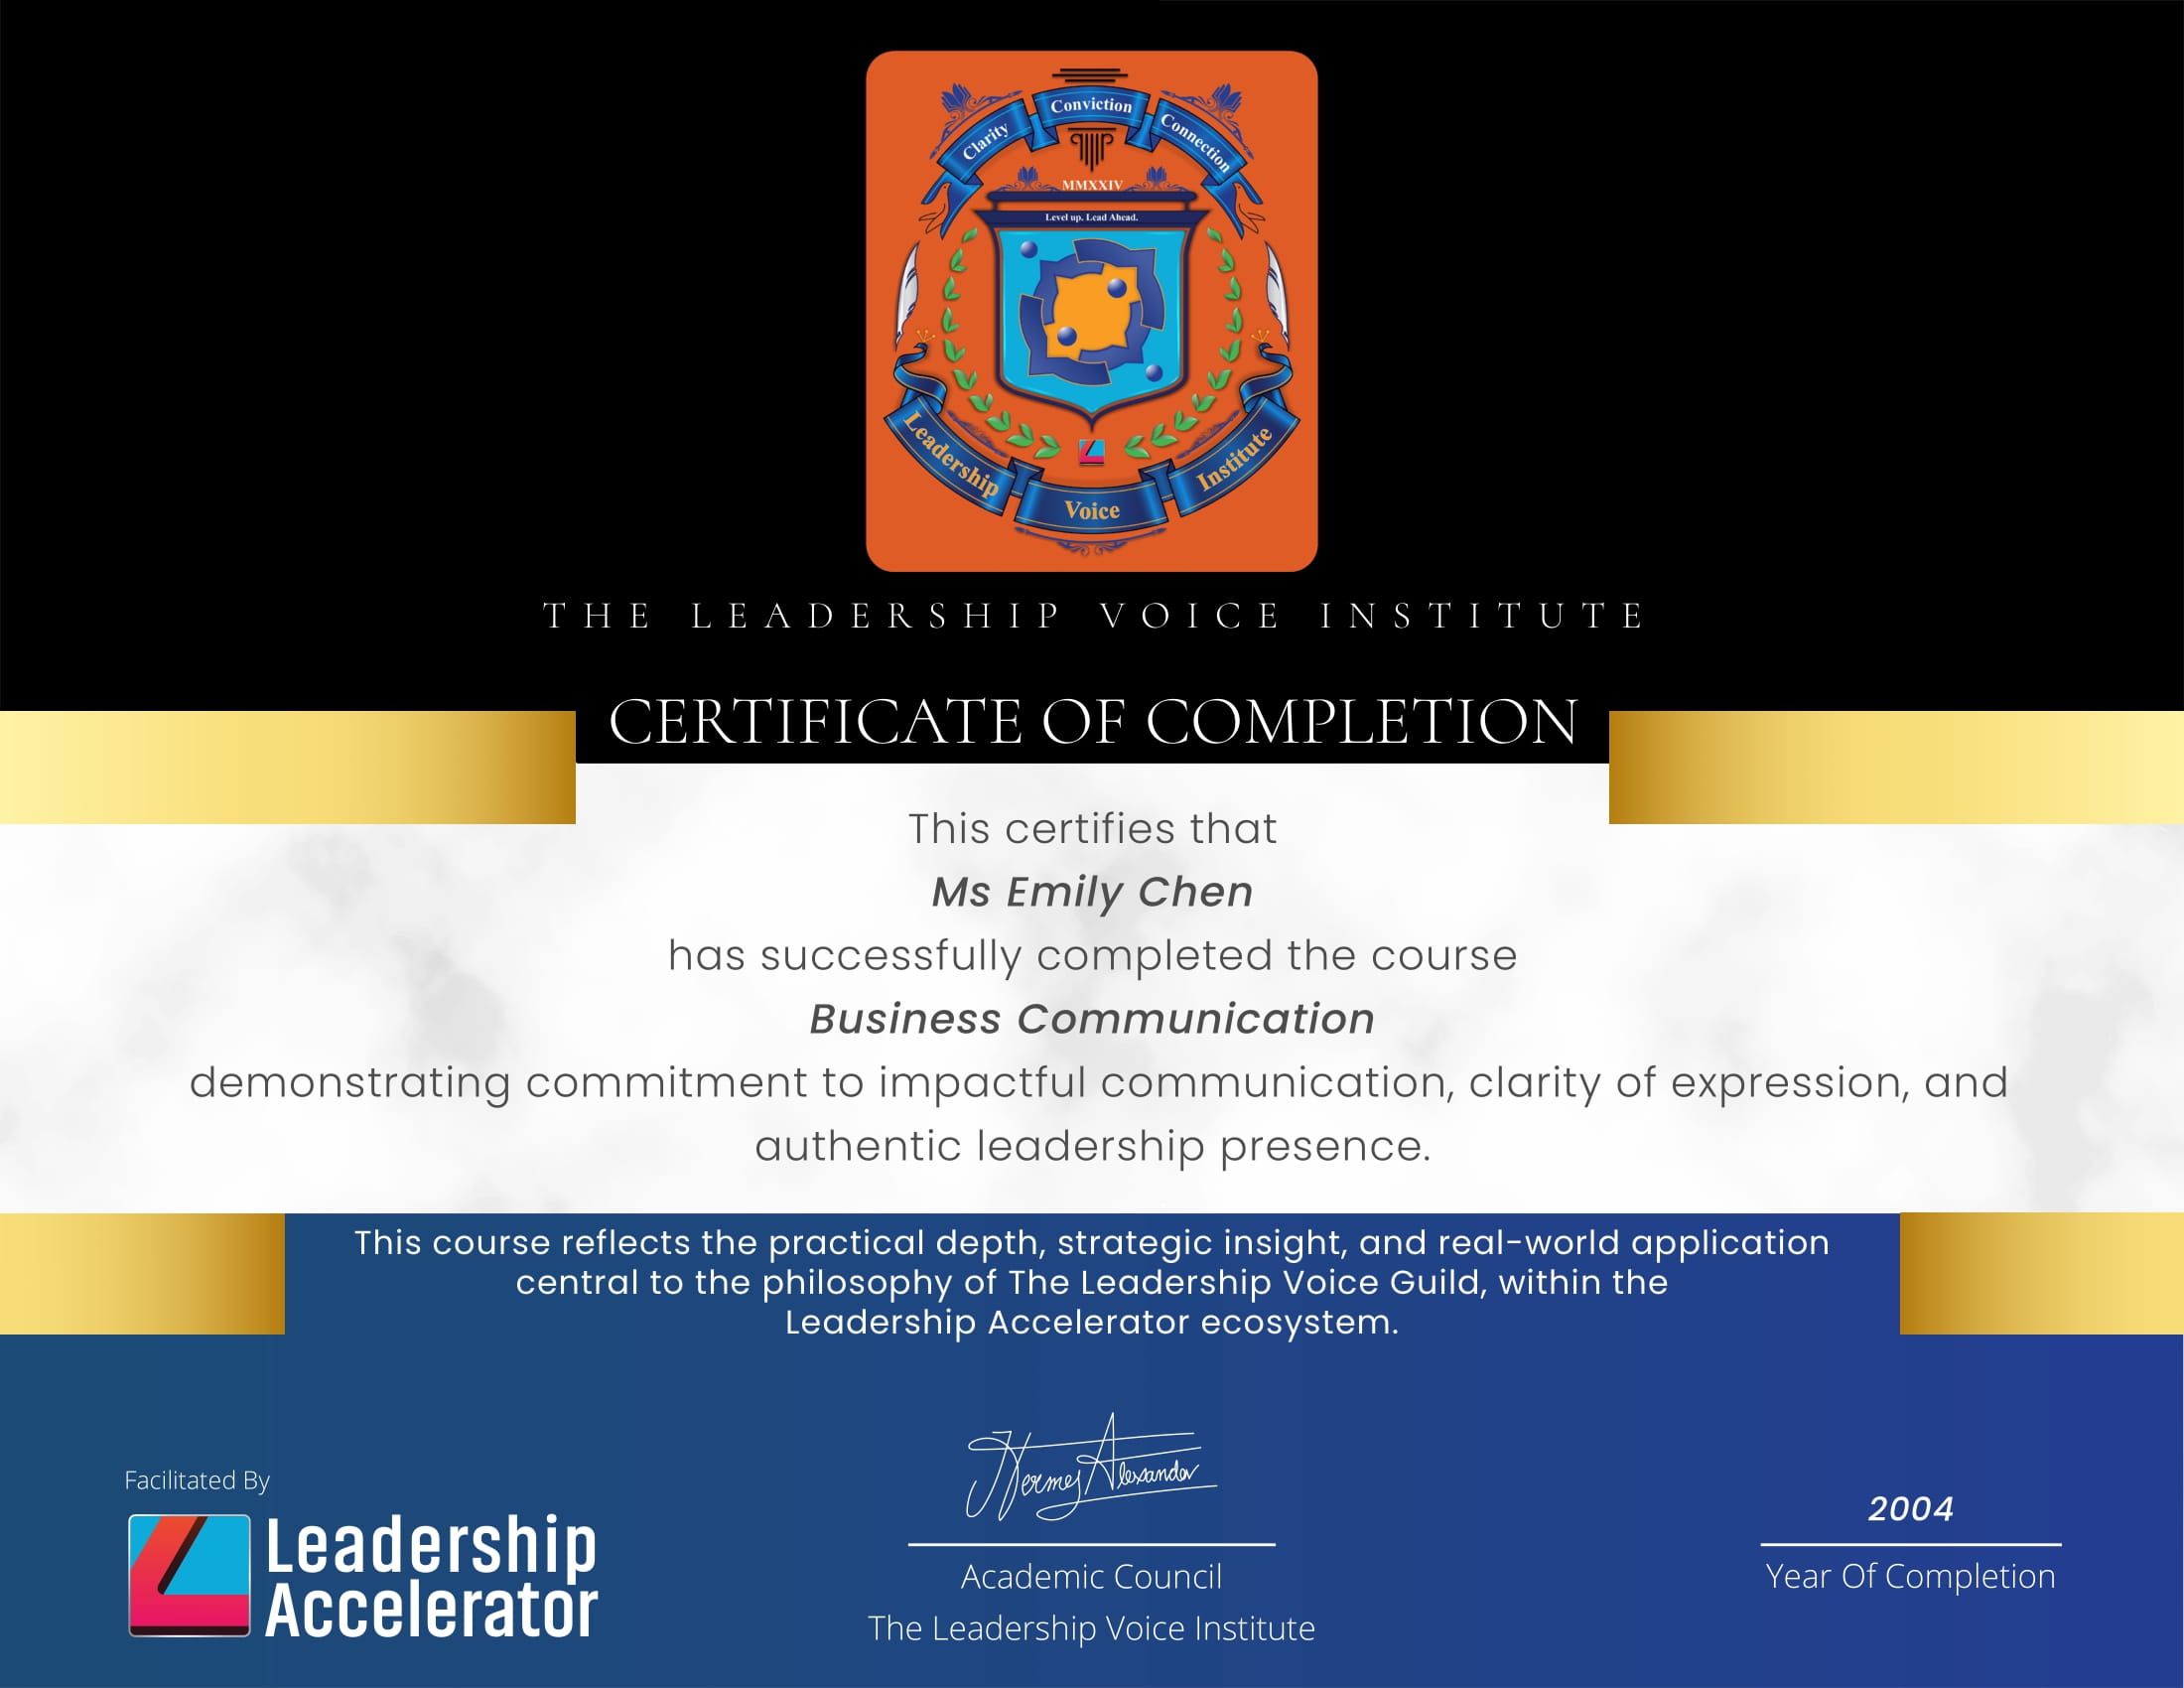 Clarity Conviction Connection
MMXXIV
Level up. Lead Ahead.
Leadership Voice Institute
THE LEADERSHIP VOICE INSTITUTE
CERTIFICATE OF COMPLETION
This certifies that
Ms Emily Chen
has successfully completed the course
Business Communication
demonstrating commitment to impactful communication, clarity of expression, and
authentic leadership presence.
This course reflects the practical depth, strategic insight, and real-world application
central to the philosophy of The Leadership Voice Guild, within the
Leadership Accelerator ecosystem.
Facilitated By
Leadership
Accelerator
Hermes Alexander
Academic Council
The Leadership Voice Institute
2004
Year Of Completion